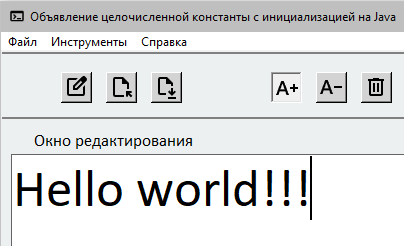 Объявление целочисленной константы с инициализацией на Java
Файл Инструменты Справка
A+ A−
Окно редактирования
Hello world!!!